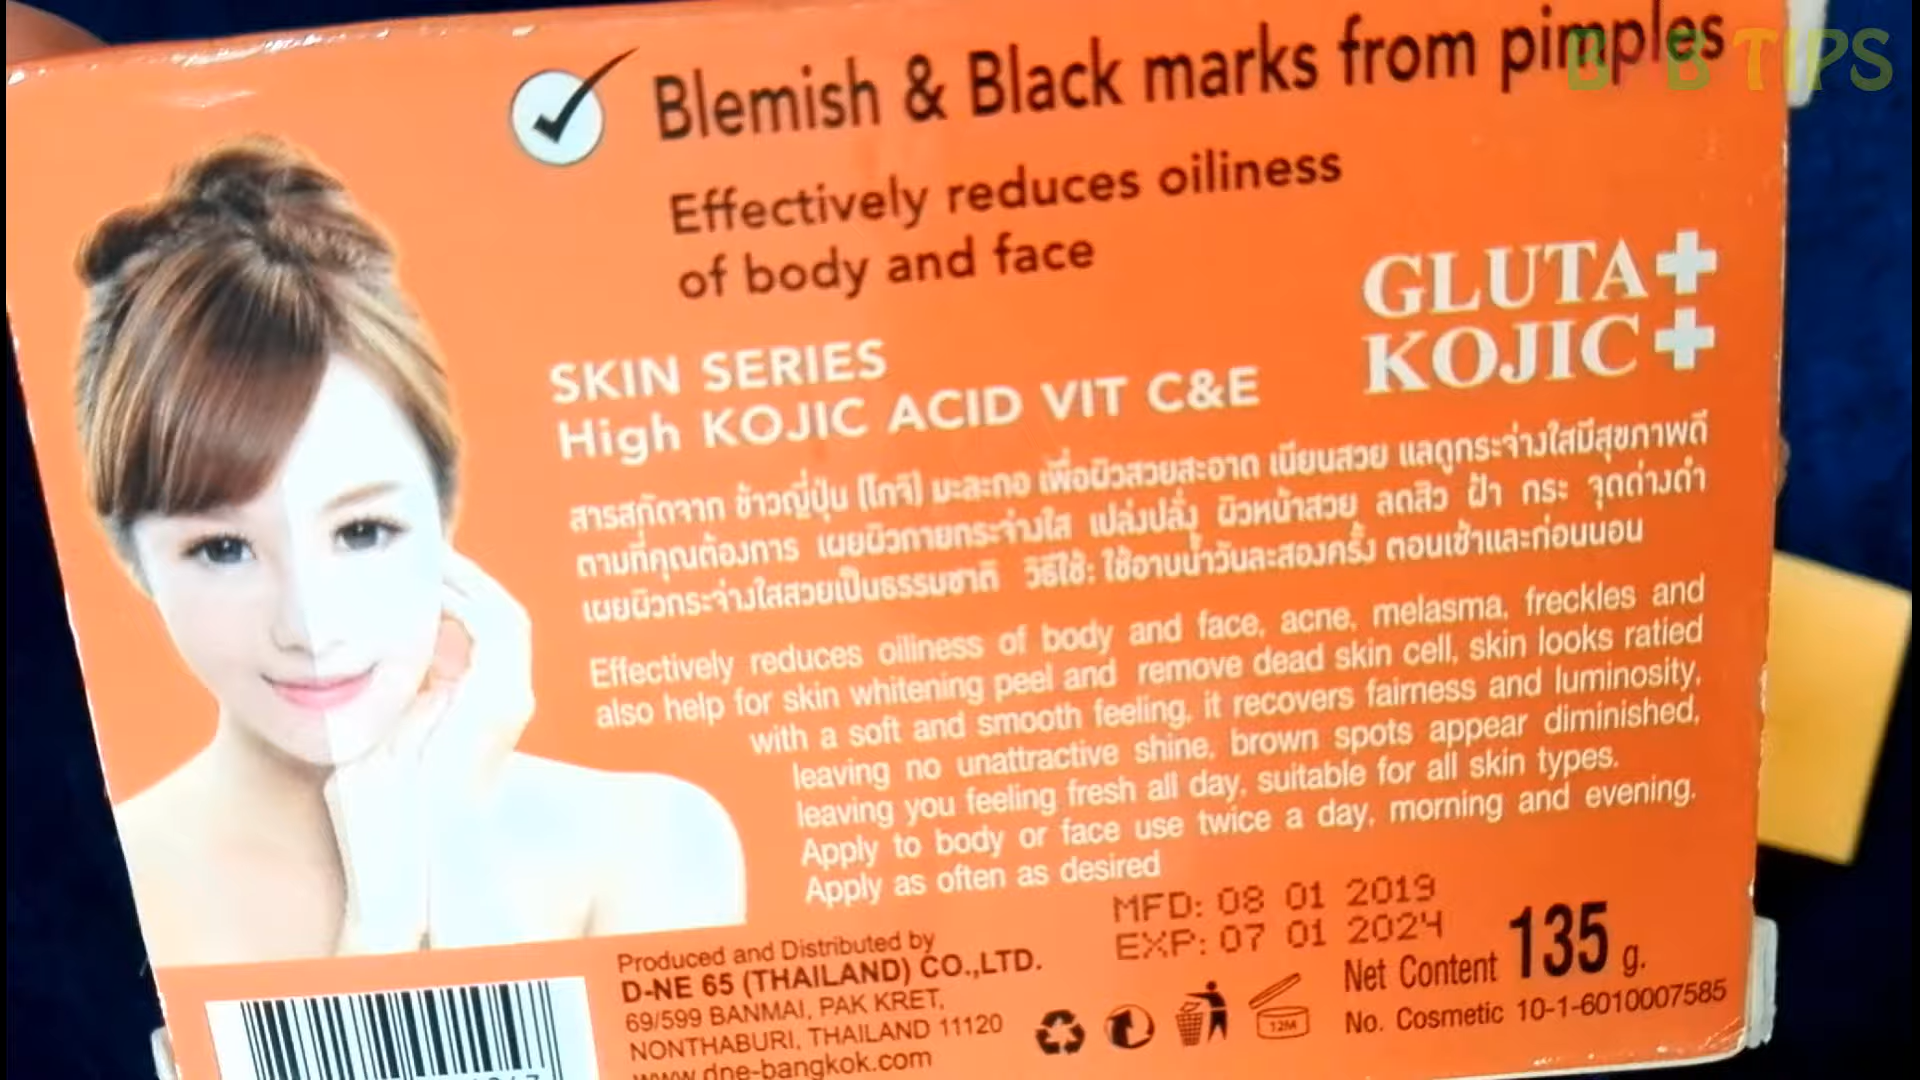 Blemish & Black marks from pimples
B  B TIPS
Effectively reduces oiliness
of body and face
GLUTA+
KOJIC+
SKIN SERIES
High KOJIC ACID VIT C&E
สารสกัดจาก ข้าวญี่ปุ่น (โกจิ) มะละกอ เพื่อผิวสวยสะอาด เนียนสวย แลดูกระจ่างใสมีสุขภาพดี
ตามที่คุณต้องการ เผยผิวกายกระจ่างใส เปล่งปลั่ง ผิวหน้าสวย ลดสิว ฝ้า กระ จุดด่างดำ
เผยผิวกระจ่างใสสวยเป็นธรรมชาติ วิธีใช้: ใช้อาบน้ำวันละสองครั้ง ตอนเช้าและก่อนนอน
Effectively reduces oiliness of body and face, acne, melasma, freckles and
also help for skin whitening peel and remove dead skin cell, skin looks ratied
with a soft and smooth feeling, it recovers fairness and luminosity,
leaving no unattractive shine, brown spots appear diminished,
leaving you feeling fresh all day, suitable for all skin types.
Apply to body or face use twice a day, morning and evening.
Apply as often as desired
MFD: 08 01 2019
EXP: 07 01 2024
Produced and Distributed by
D-NE 65 (THAILAND) CO.,LTD.
69/599 BANMAI, PAK KRET,
NONTHABURI, THAILAND 11120
www.dne-bangkok.com
12M
Net Content 135 g.
No. Cosmetic 10-1-6010007585